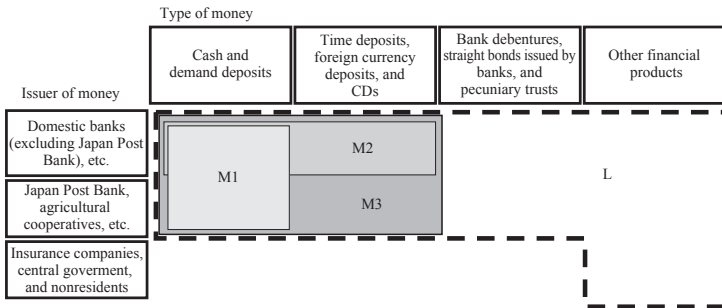 Type of money
Cash and
demand deposits
Time deposits,
foreign currency
deposits, and
CDs
Bank debentures,
straight bonds issued by
banks, and
pecuniary trusts
Other financial
products
Issuer of money
Domestic banks
(excluding Japan Post
Bank), etc.
Japan Post Bank,
agricultural
cooperatives, etc.
Insurance companies,
central goverment,
and nonresidents
M1
M2
M3
L